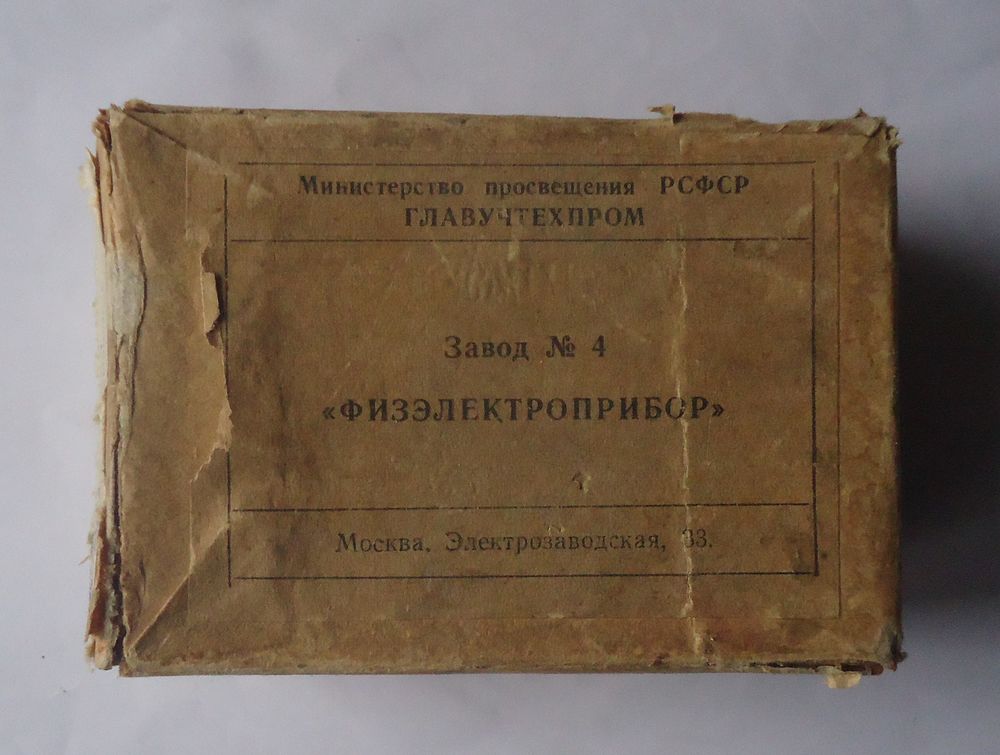 Министерство просвещения РСФСР
ГЛАВУЧТЕХПРОМ
Завод № 4
«ФИЗЭЛЕКТРОПРИБОР»
Москва, Электрозаводская, 33.